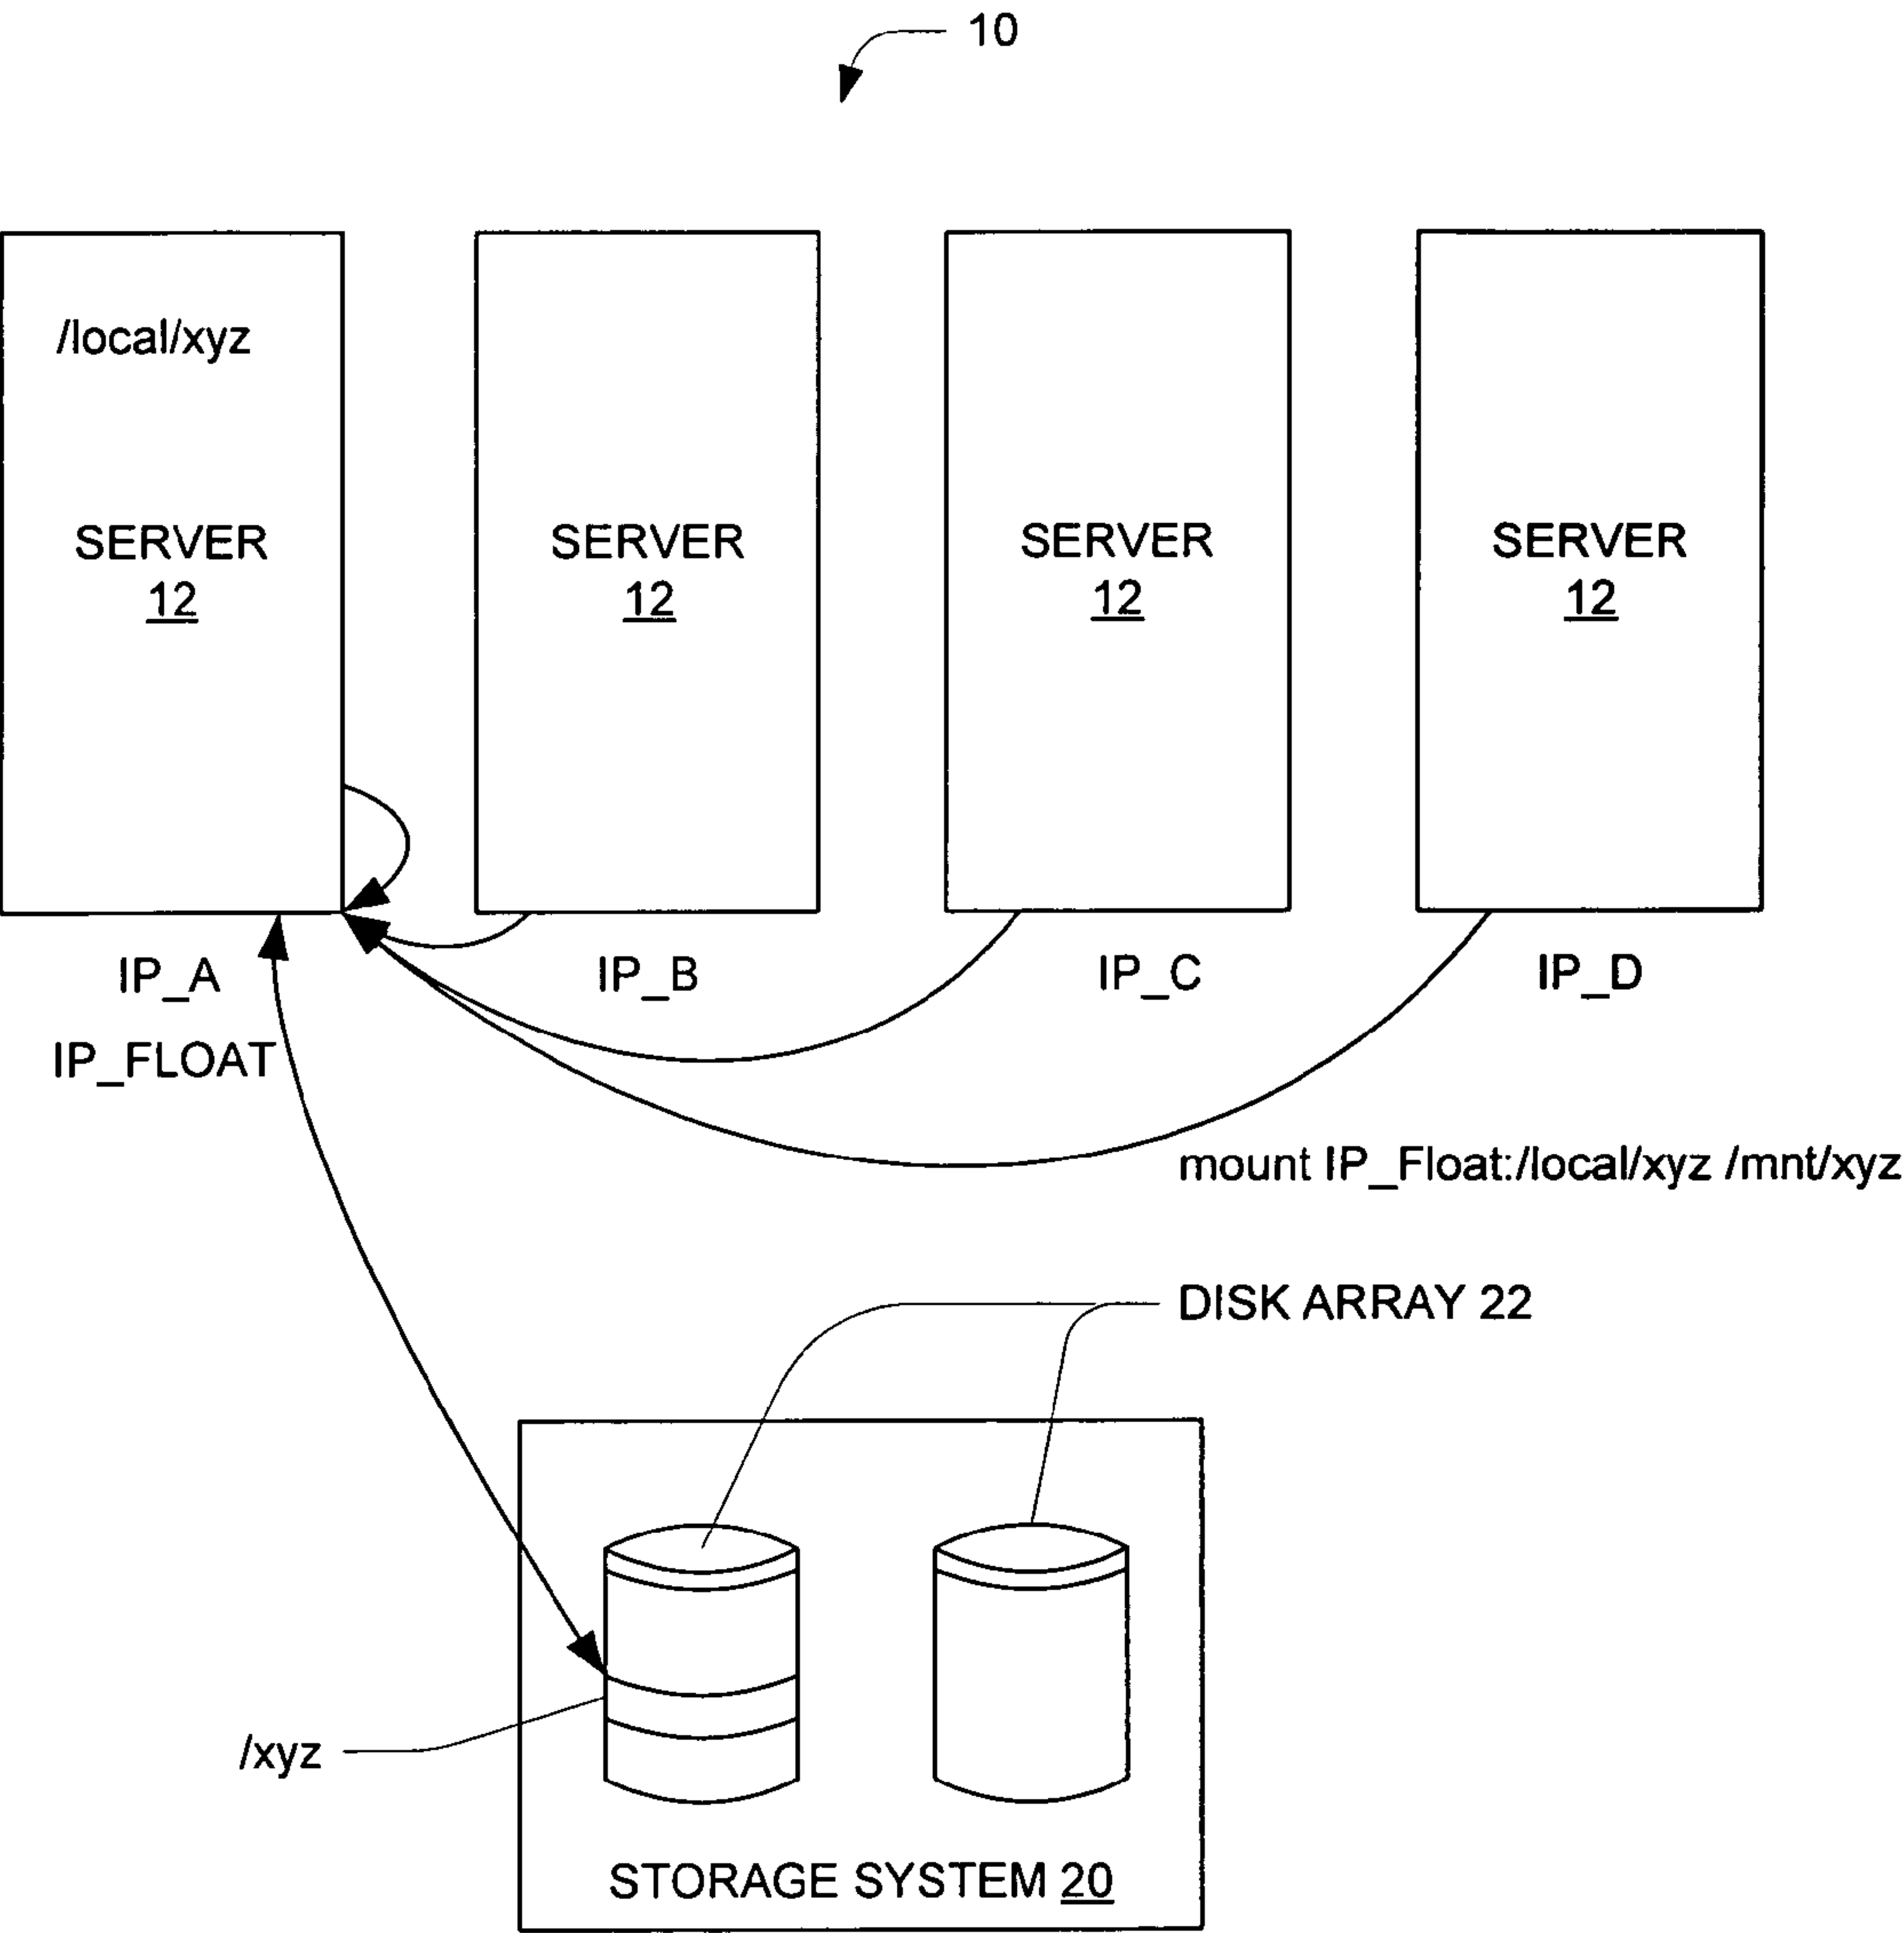 10
/local/xyz
SERVER
12
SERVER
12
SERVER
12
SERVER
12
IP_A
IP_B
IP_C
IP_D
IP_FLOAT
mount IP_Float:/local/xyz /mnt/xyz
DISK ARRAY 22
/xyz
STORAGE SYSTEM 20